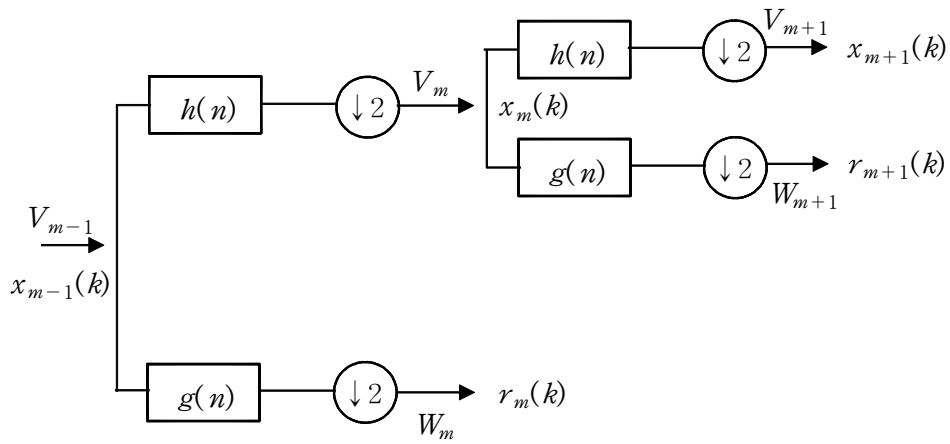 V_{m+1}
h(n) ↓2 x_{m+1}(k)
V_m
h(n) ↓2 x_m(k)
g(n) ↓2 r_{m+1}(k)
W_{m+1}
V_{m-1}
x_{m-1}(k)
g(n) ↓2 r_m(k)
W_m